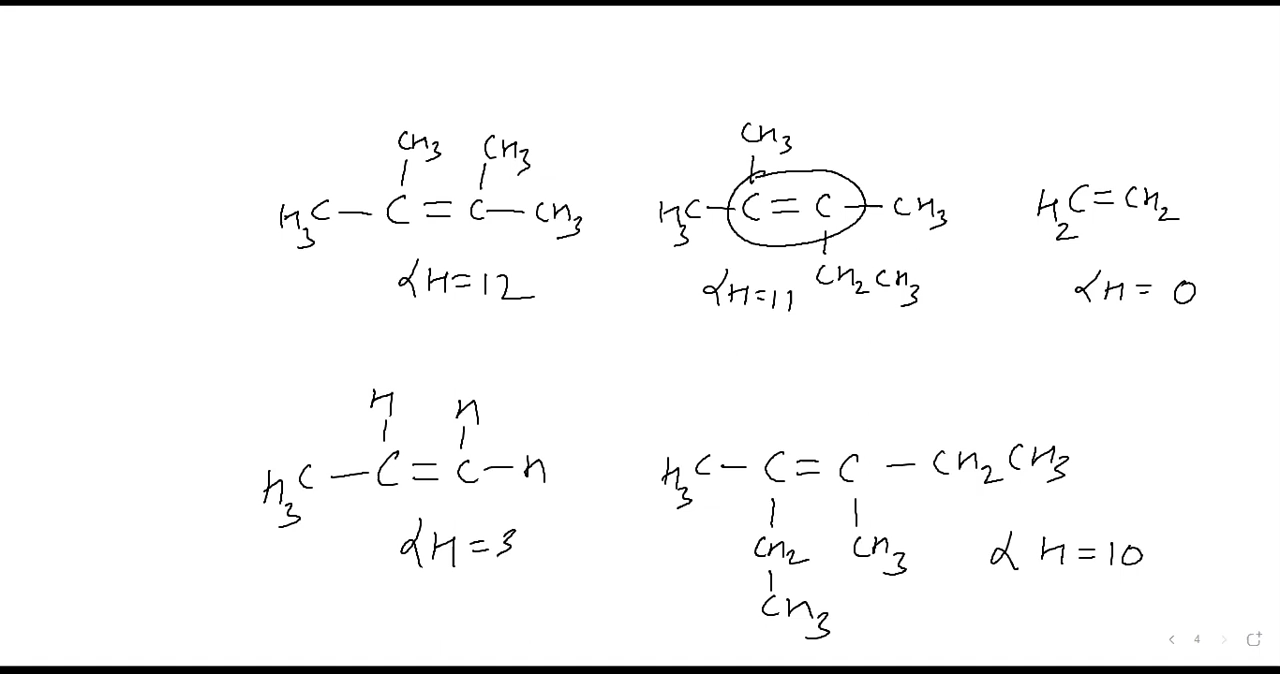 CH3 CH3
H3C-C=C-CH3
αH=12
CH3
H3C-C=C-CH3
CH2CH3
αH=11
H2C=CH2
αH=0
H H
H3C-C=C-H
αH=3
H3C-C=C-CH2CH3
CH2 CH3
CH3
αH=10
< 4 >